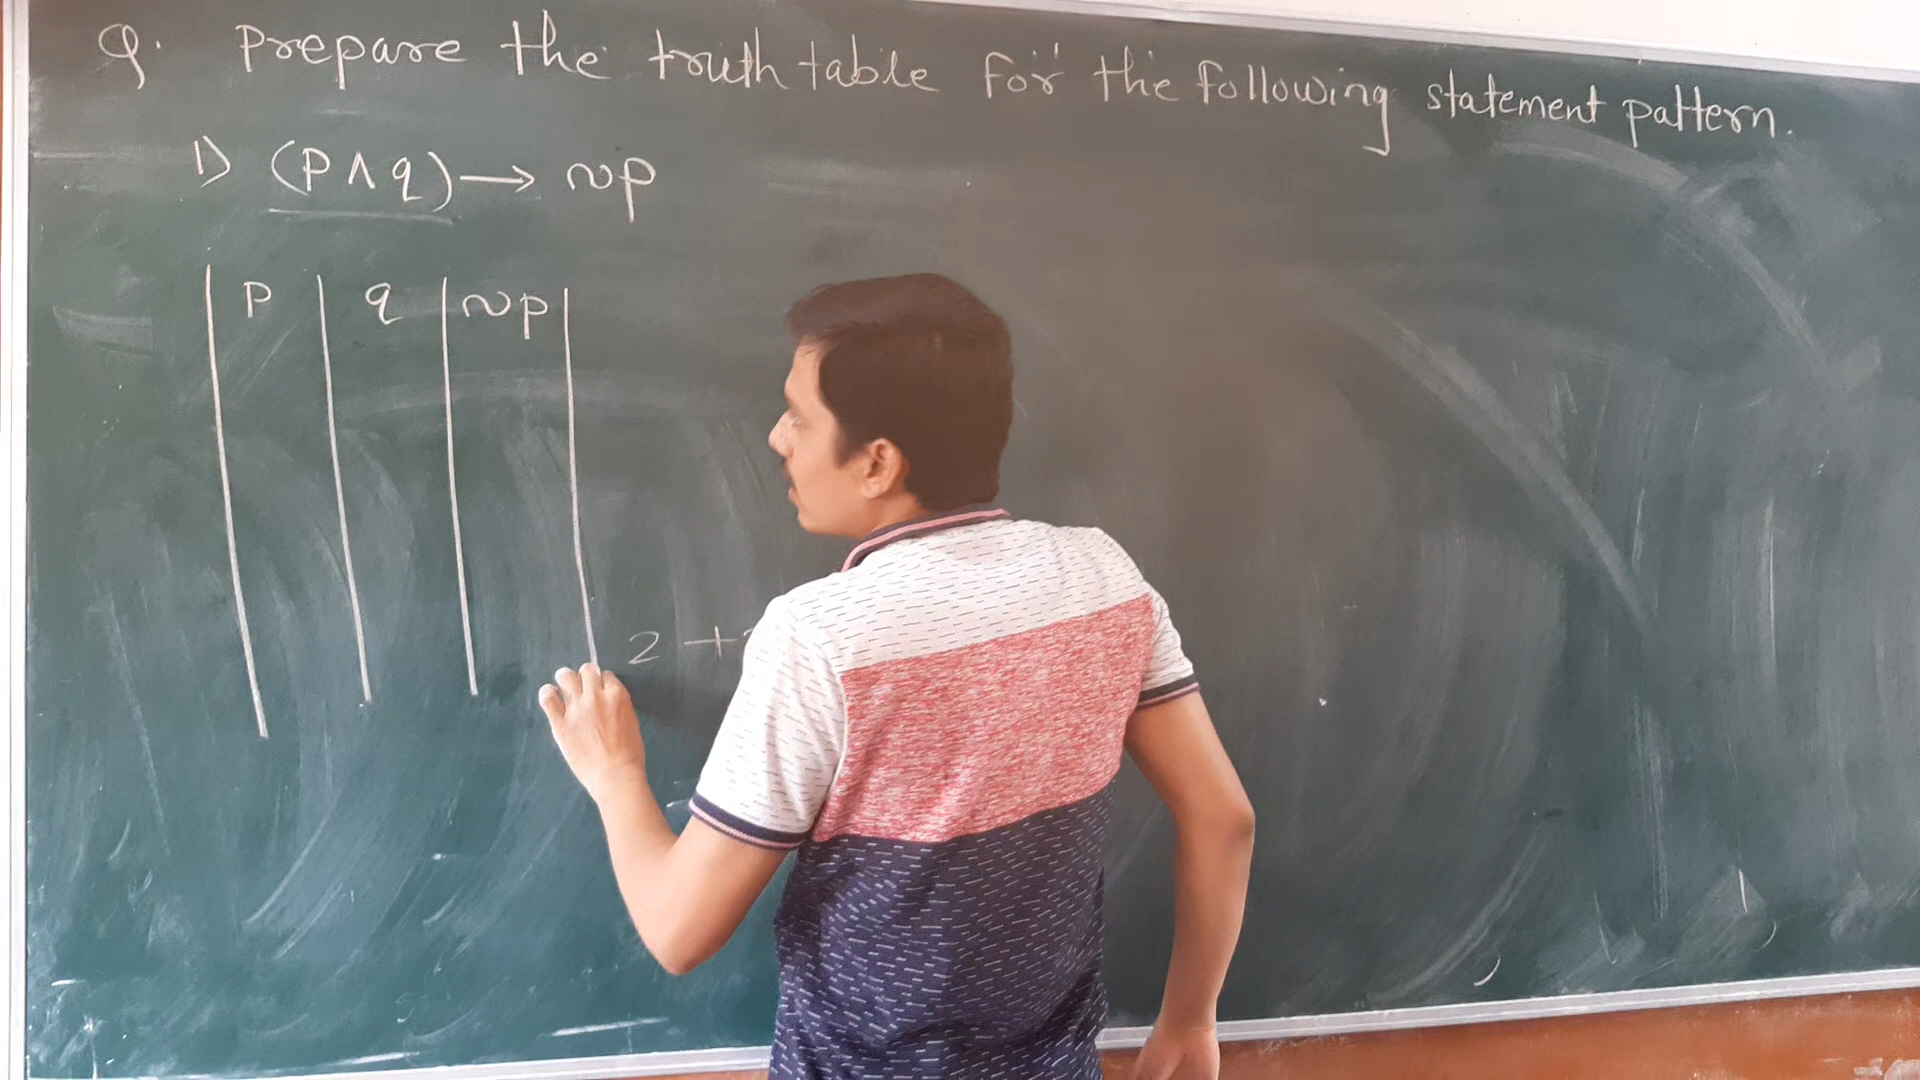 Q. Prepare the truth table for the following statement pattern.
1) (p ∧ q) → ~p
p q ~p
2 +